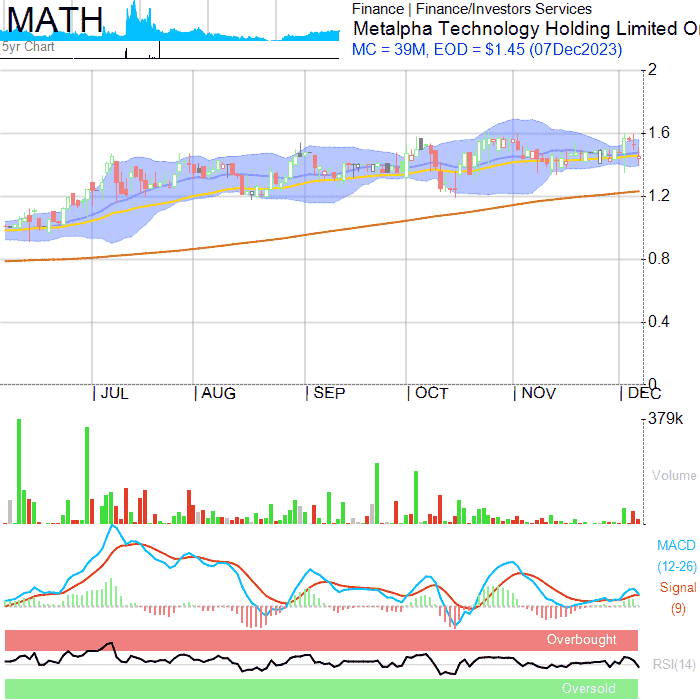 MATH
5yr Chart
Finance | Finance/Investors Services
Metalpha Technology Holding Limited Or
MC = 39M, EOD = $1.45 (07Dec2023)
2
1.6
1.2
0.8
0.4
0
JUL
AUG
SEP
OCT
NOV
DEC
379k
Volume
MACD
(12-26)
Signal
(9)
Overbought
RSI(14)
Oversold